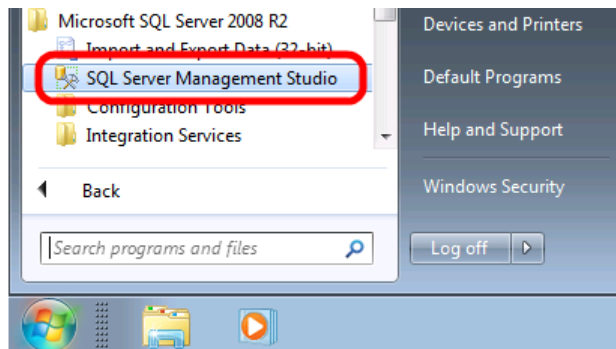 Microsoft SQL Server 2008 R2
Import and Export Data (32-bit)
SQL Server Management Studio
Configuration Tools
Integration Services
Back
Search programs and files
Devices and Printers
Default Programs
Help and Support
Windows Security
Log off